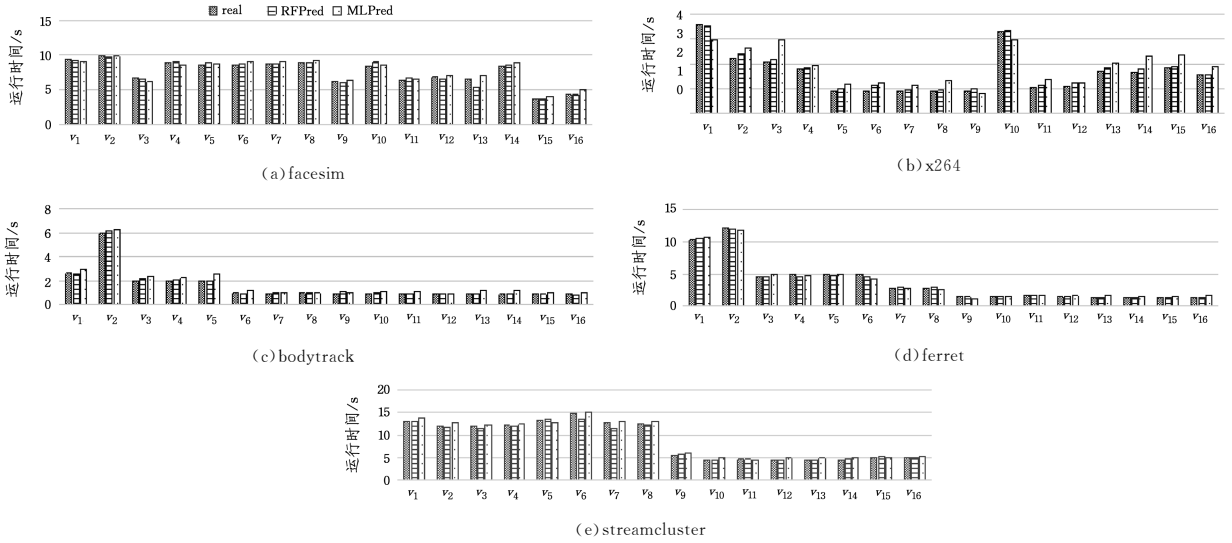 real RFPred MLPred
运行时间/s
15
10
5
0
v1 v2 v3 v4 v5 v6 v7 v8 v9 v10 v11 v12 v13 v14 v15 v16
(a)facesim
运行时间/s
4
3
2
1
0
v1 v2 v3 v4 v5 v6 v7 v8 v9 v10 v11 v12 v13 v14 v15 v16
(b)x264
运行时间/s
8
6
4
2
0
v1 v2 v3 v4 v5 v6 v7 v8 v9 v10 v11 v12 v13 v14 v15 v16
(c)bodytrack
运行时间/s
15
10
5
0
v1 v2 v3 v4 v5 v6 v7 v8 v9 v10 v11 v12 v13 v14 v15 v16
(d)ferret
运行时间/s
20
15
10
5
0
v1 v2 v3 v4 v5 v6 v7 v8 v9 v10 v11 v12 v13 v14 v15 v16
(e)streamcluster